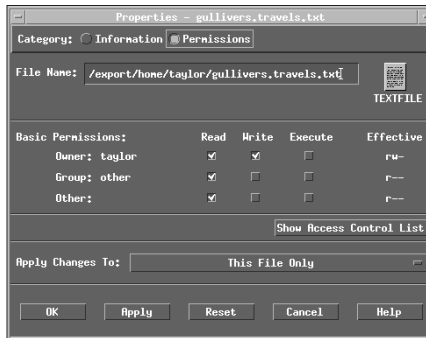 Properties - gullivers.travels.txt
Category: Information Permissions
File Name: /export/home/taylor/gullivers.travels.txt
TEXTFILE
Basic Permissions: Read Write Execute Effective
Owner: taylor rw-
Group: other r--
Other: r--
Show Access Control List
Apply Changes To: This File Only
OK Apply Reset Cancel Help